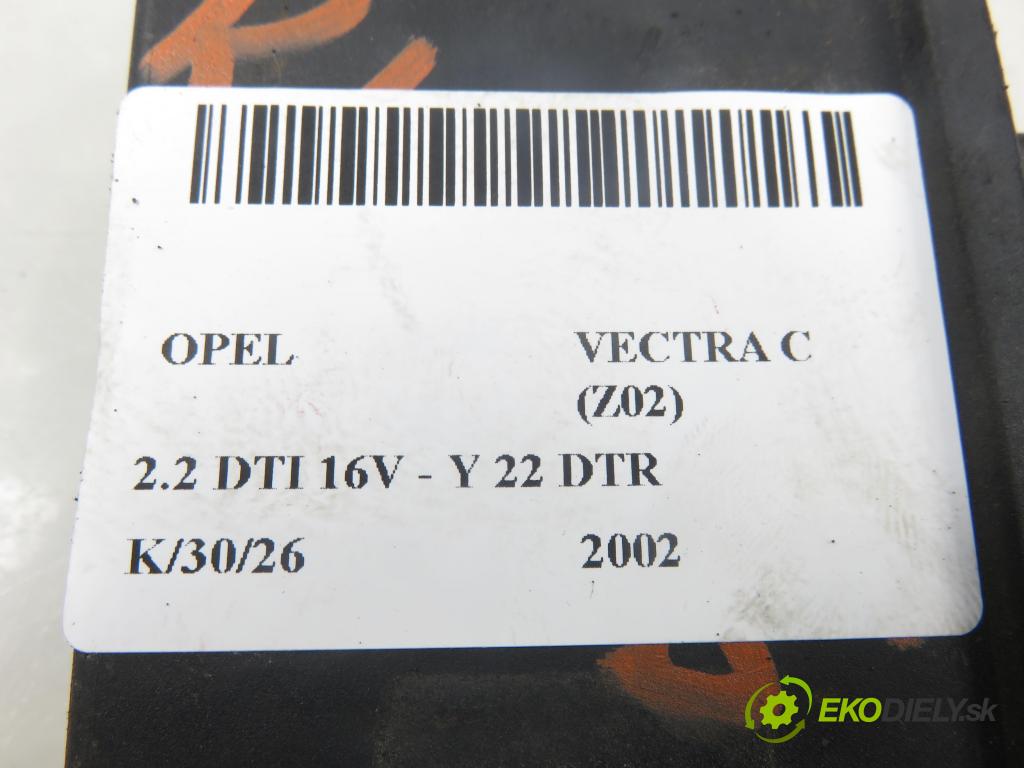 OPEL VECTRA C
(Z02)
2.2 DTI 16V - Y 22 DTR
K/30/26 2002
EKODIELY.sk